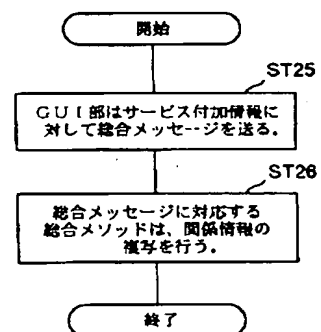 開始
ST25
GUI部はサービス付加情報に
対して総合メッセージを送る。
ST26
総合メッセージに対応する
総合メソッドは、関係情報の
複写を行う。
終了